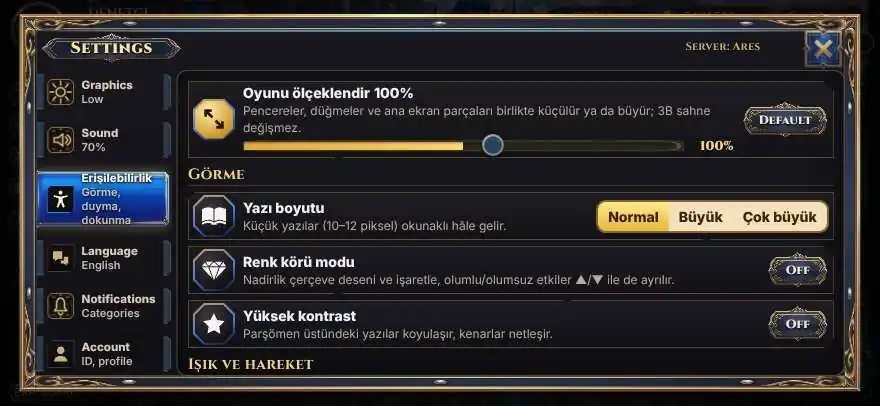 DENETÇİ
SETTINGS
SERVER: ARES
Graphics
Low
Sound
70%
Erişilebilirlik
Görme,
duyma,
dokunma
Language
English
Notifications
Categories
Account
ID, profile
Oyunu ölçeklendir 100%
Pencereler, düğmeler ve ana ekran parçaları birlikte küçülür ya da büyür; 3B sahne
değişmez.
DEFAULT
100%
GÖRME
Yazı boyutu
Küçük yazılar (10–12 piksel) okunaklı hâle gelir.
Normal Büyük Çok büyük
Renk körü modu
Nadirlik çerçeve deseni ve işaretle, olumlu/olumsuz etkiler ▲/▼ ile de ayrılır.
OFF
Yüksek kontrast
Parşömen üstündeki yazılar koyulaşır, kenarlar netleşir.
OFF
IŞIK VE HAREKET